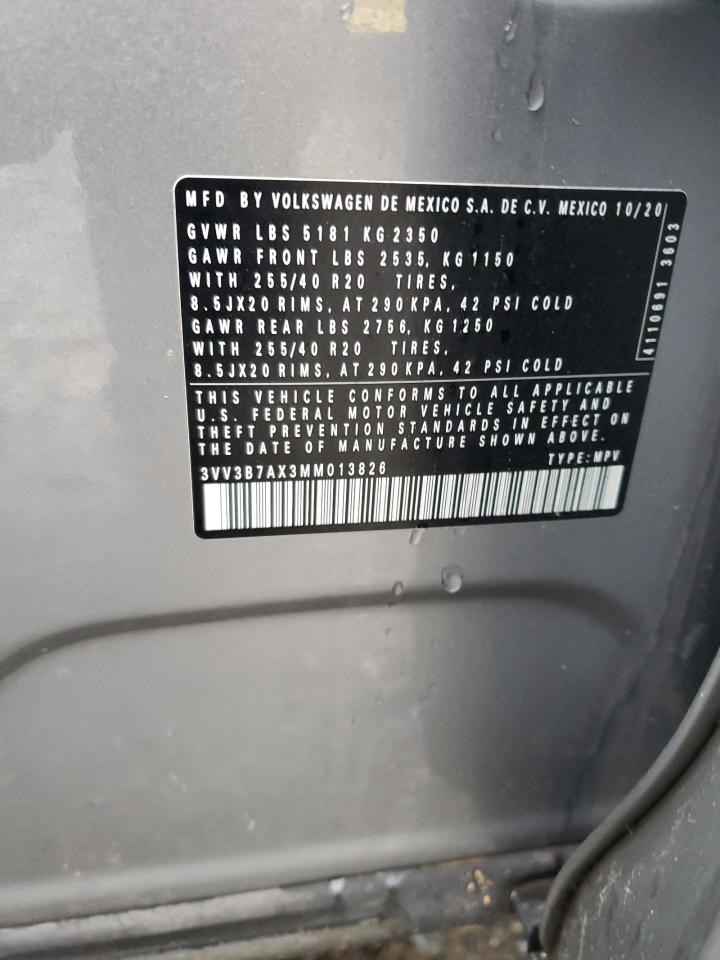 MFD BY VOLKSWAGEN DE MEXICO S.A. DE C.V. MEXICO 10/20
GVWR LBS 5181 KG 2350
GAWR FRONT LBS 2535, KG 1150
WITH 255/40 R20 TIRES,
8.5JX20 RIMS, AT 290 KPA, 42 PSI COLD
GAWR REAR LBS 2756, KG 1250
WITH 255/40 R20 TIRES,
8.5JX20 RIMS, AT 290 KPA, 42 PSI COLD
4110691 3603
THIS VEHICLE CONFORMS TO ALL APPLICABLE
U.S. FEDERAL MOTOR VEHICLE SAFETY AND
THEFT PREVENTION STANDARDS IN EFFECT ON
THE DATE OF MANUFACTURE SHOWN ABOVE.
3VV3B7AX3MM013826 TYPE: MPV